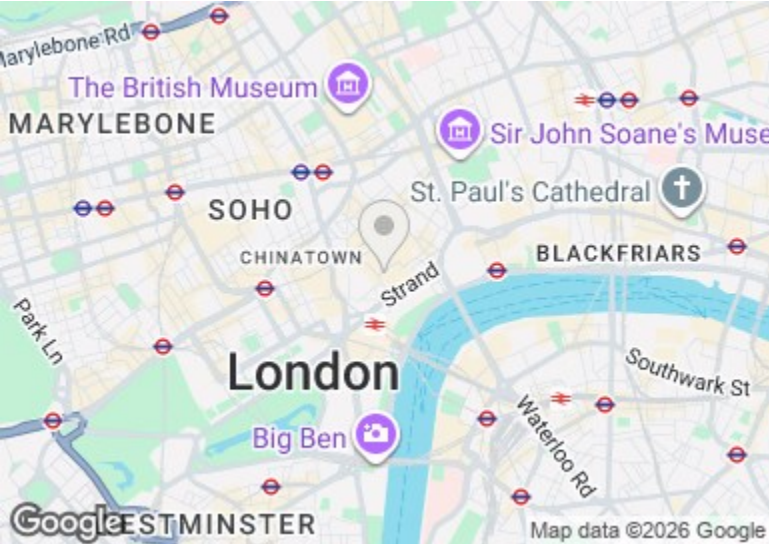 Marylebone Rd
The British Museum
MARYLEBONE
Sir John Soane's Muse
St. Paul's Cathedral
SOHO
CHINATOWN
BLACKFRIARS
Strand
Park Ln
London
Southwark St
Waterloo Rd
Big Ben
Google
ESTMINSTER
Map data ©2026 Google